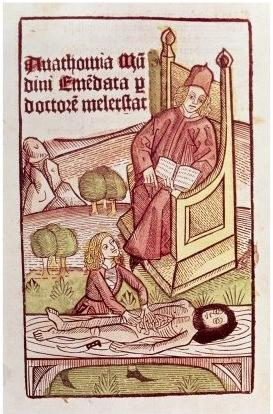 Anathomia Mū
dini Emēdata ꝑ
doctorē melerstat